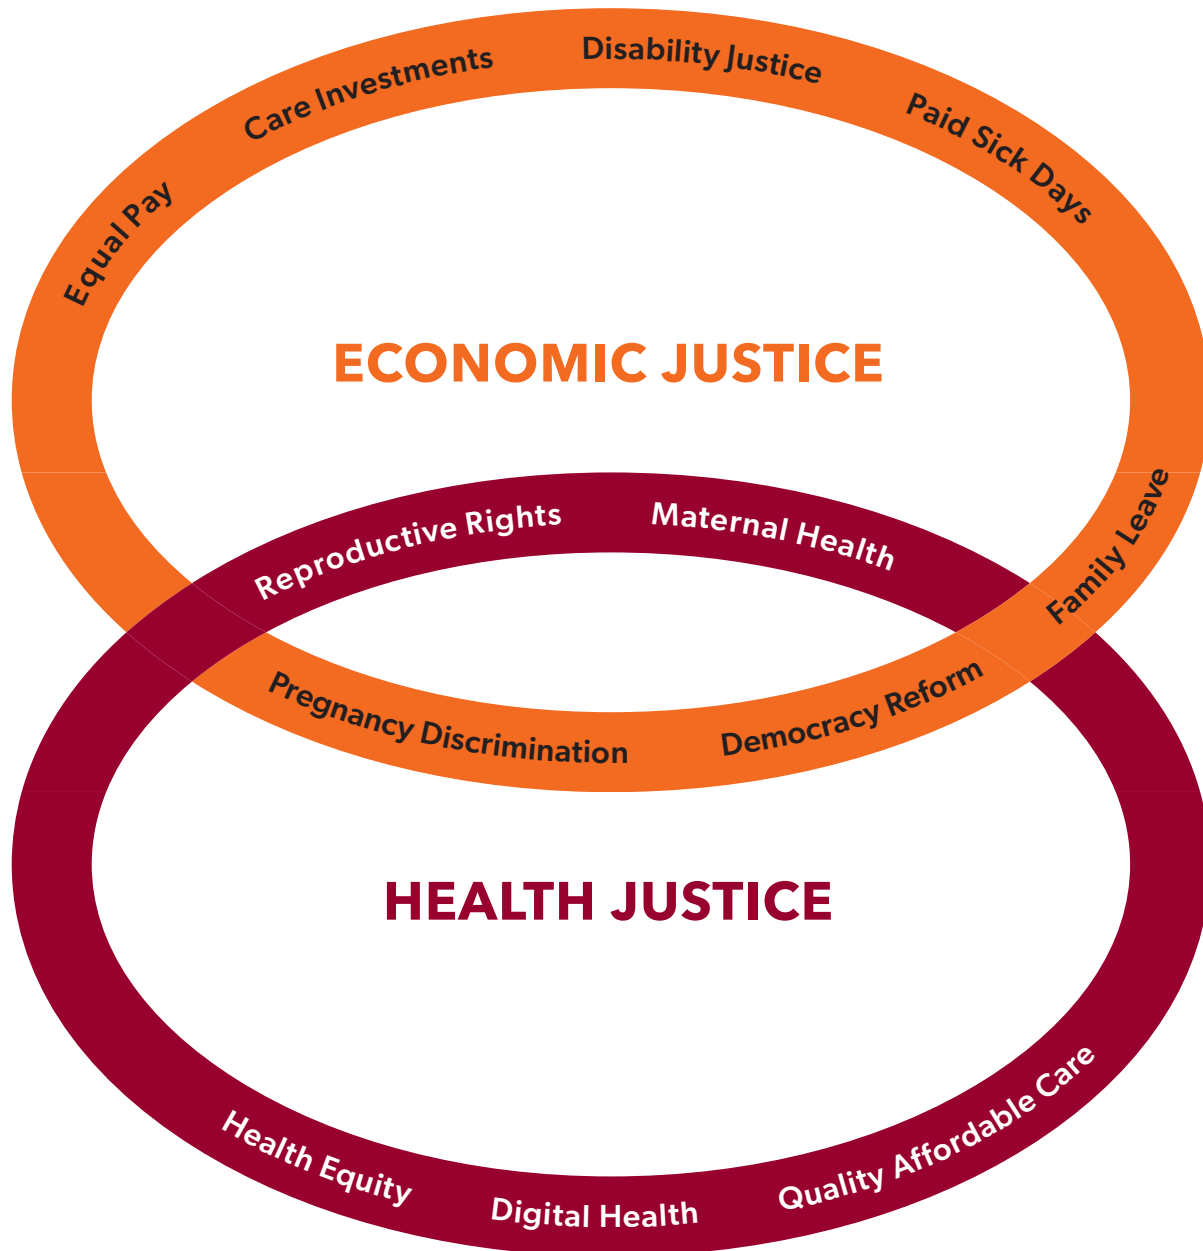 Equal Pay
Care Investments
Disability Justice
Paid Sick Days
ECONOMIC JUSTICE
Family Leave
Reproductive Rights
Maternal Health
Pregnancy Discrimination
Democracy Reform
HEALTH JUSTICE
Health Equity
Digital Health
Quality Affordable Care